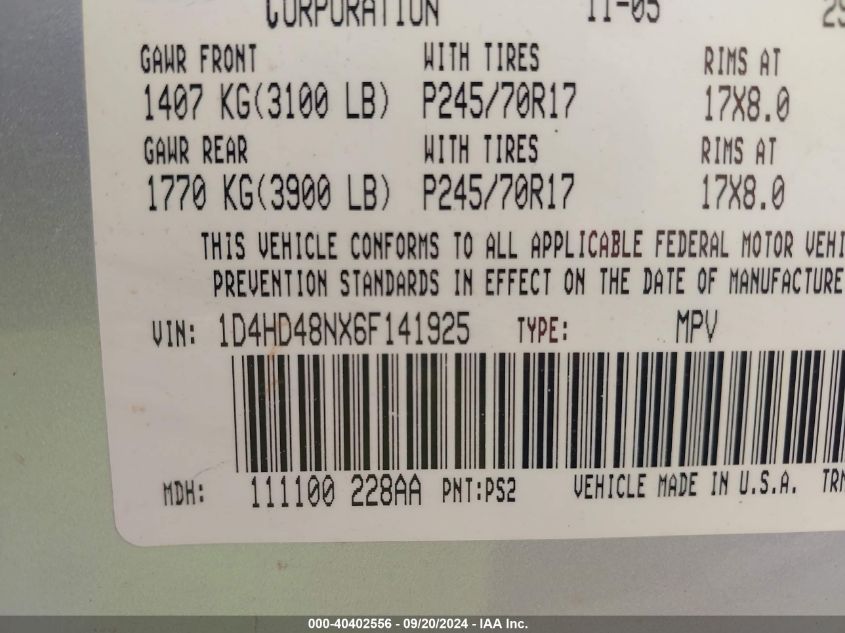 CORPORATION 11-05
GAWR FRONT WITH TIRES RIMS AT
1407 KG(3100 LB) P245/70R17 17X8.0
GAWR REAR WITH TIRES RIMS AT
1770 KG(3900 LB) P245/70R17 17X8.0
THIS VEHICLE CONFORMS TO ALL APPLICABLE FEDERAL MOTOR VEHI
PREVENTION STANDARDS IN EFFECT ON THE DATE OF MANUFACTURE
VIN: 1D4HD48NX6F141925 TYPE: MPV
MDH: 111100 228AA PNT:PS2 VEHICLE MADE IN U.S.A. TR
000-40402556 - 09/20/2024 - IAA Inc.